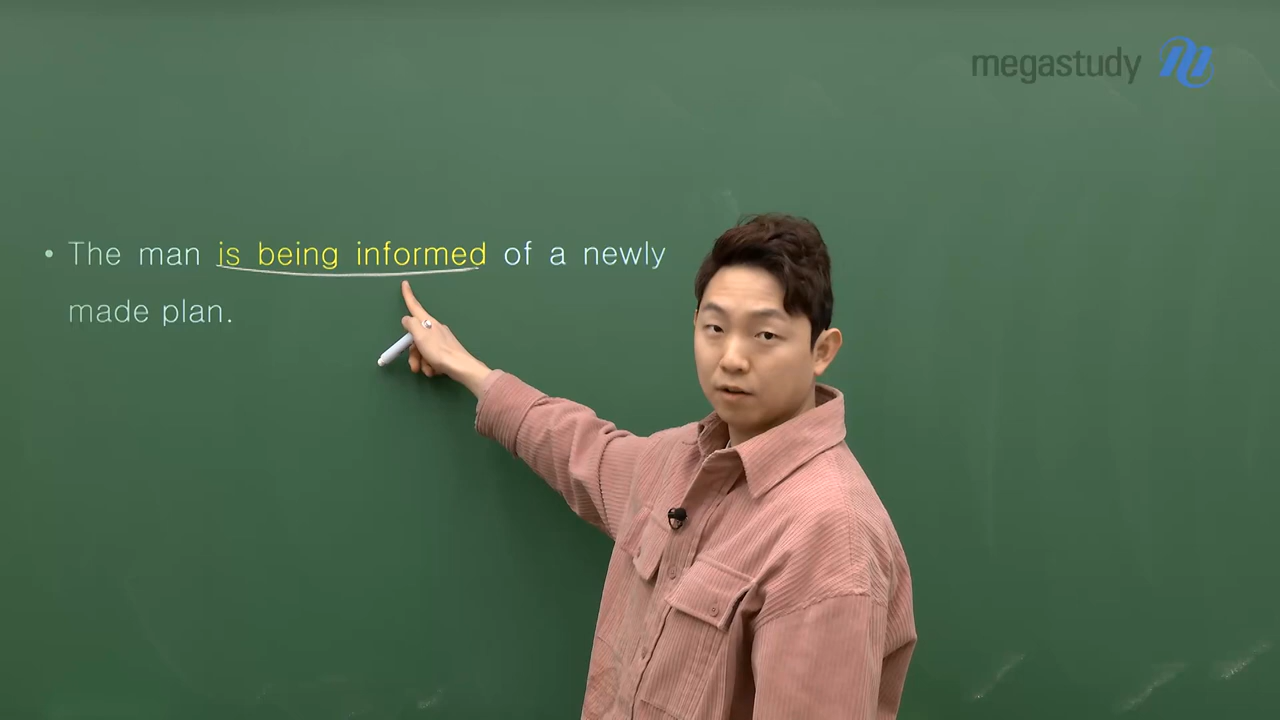 megastudy
• The man is being informed of a newly
made plan.